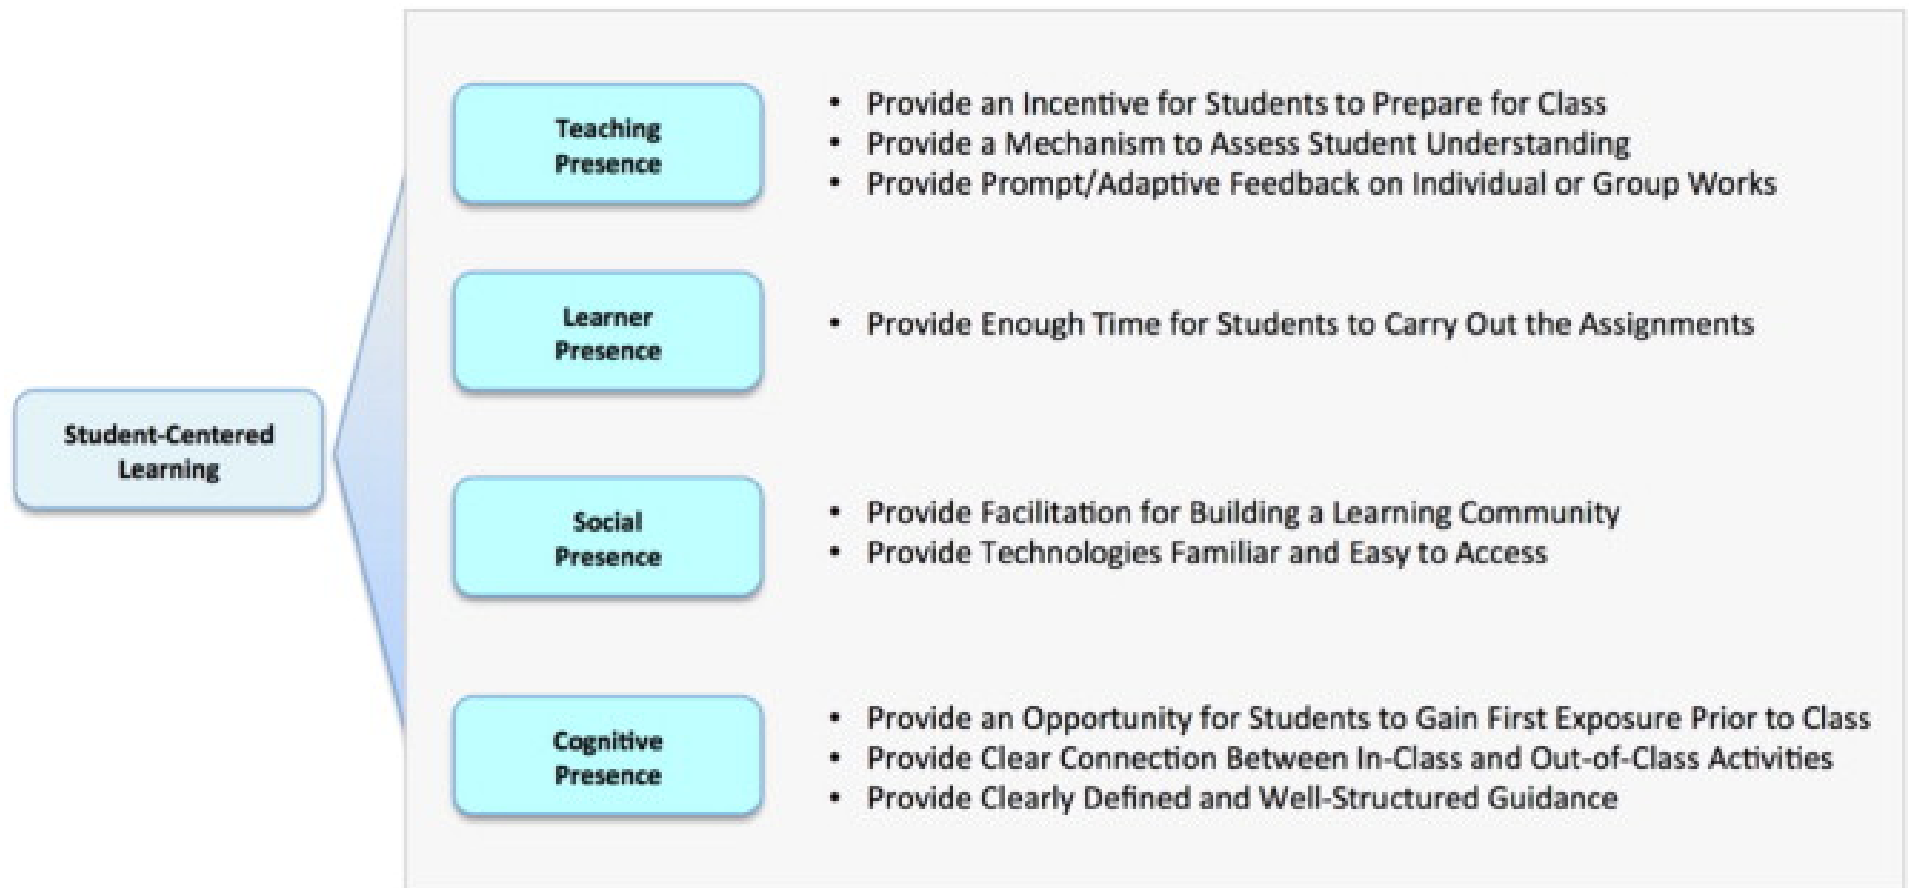 Teaching
Presence
• Provide an Incentive for Students to Prepare for Class
• Provide a Mechanism to Assess Student Understanding
• Provide Prompt/Adaptive Feedback on Individual or Group Works
Learner
Presence
• Provide Enough Time for Students to Carry Out the Assignments
Student-Centered
Learning
Social
Presence
• Provide Facilitation for Building a Learning Community
• Provide Technologies Familiar and Easy to Access
Cognitive
Presence
• Provide an Opportunity for Students to Gain First Exposure Prior to Class
• Provide Clear Connection Between In-Class and Out-of-Class Activities
• Provide Clearly Defined and Well-Structured Guidance